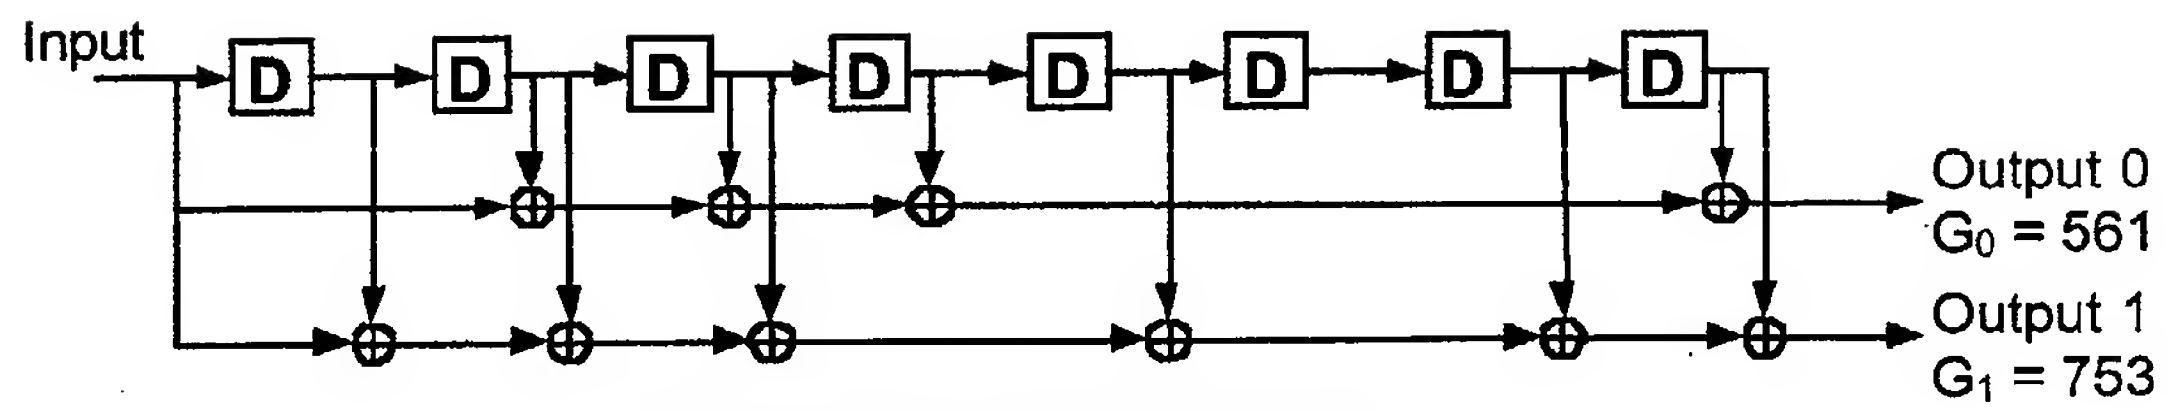 Input
D D D D D D D D
Output 0
G₀ = 561
Output 1
G₁ = 753